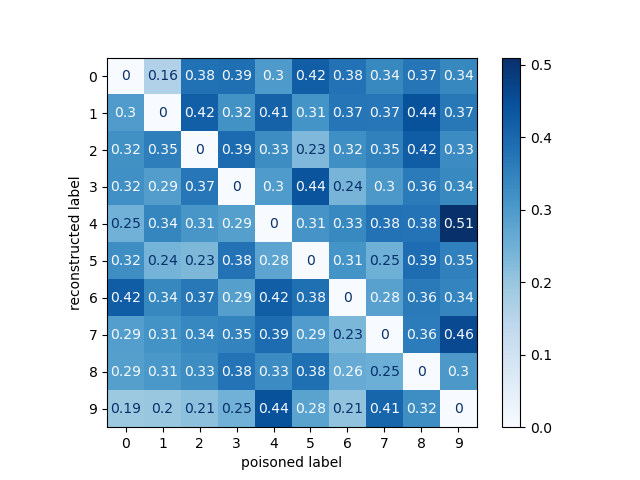 0 0 0.16 0.38 0.39 0.3 0.42 0.38 0.34 0.37 0.34
1 0.3 0 0.42 0.32 0.41 0.31 0.37 0.37 0.44 0.37
2 0.32 0.35 0 0.39 0.33 0.23 0.32 0.35 0.42 0.33
3 0.32 0.29 0.37 0 0.3 0.44 0.24 0.3 0.36 0.34
4 0.25 0.34 0.31 0.29 0 0.31 0.33 0.38 0.38 0.51
5 0.32 0.24 0.23 0.38 0.28 0 0.31 0.25 0.39 0.35
6 0.42 0.34 0.37 0.29 0.42 0.38 0 0.28 0.36 0.34
7 0.29 0.31 0.34 0.35 0.39 0.29 0.23 0 0.36 0.46
8 0.29 0.31 0.33 0.38 0.33 0.38 0.26 0.25 0 0.3
9 0.19 0.2 0.21 0.25 0.44 0.28 0.21 0.41 0.32 0
0 1 2 3 4 5 6 7 8 9
poisoned label
reconstructed label
0.5
0.4
0.3
0.2
0.1
0.0